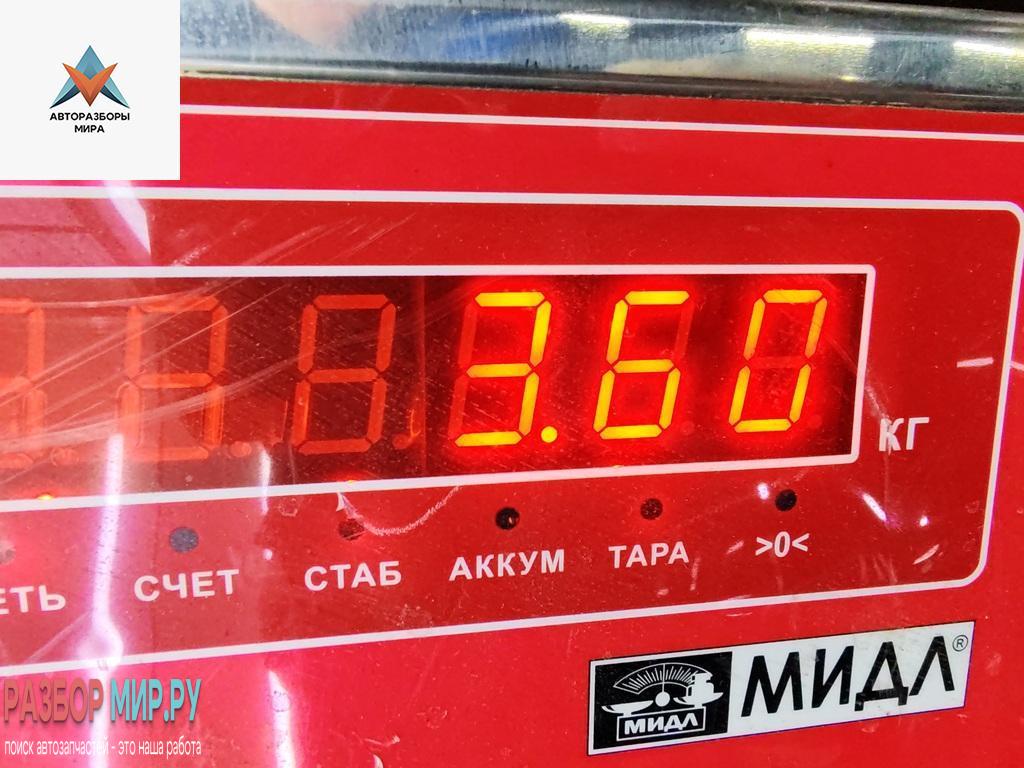 АВТОРАЗБОРЫ
МИРА
3.60
КГ
ЕТЬ СЧЕТ СТАБ АККУМ ТАРА >0<
МИДЛ МИДЛ®
РАЗБОР МИР.РУ
поиск автозапчастей - это наша работа